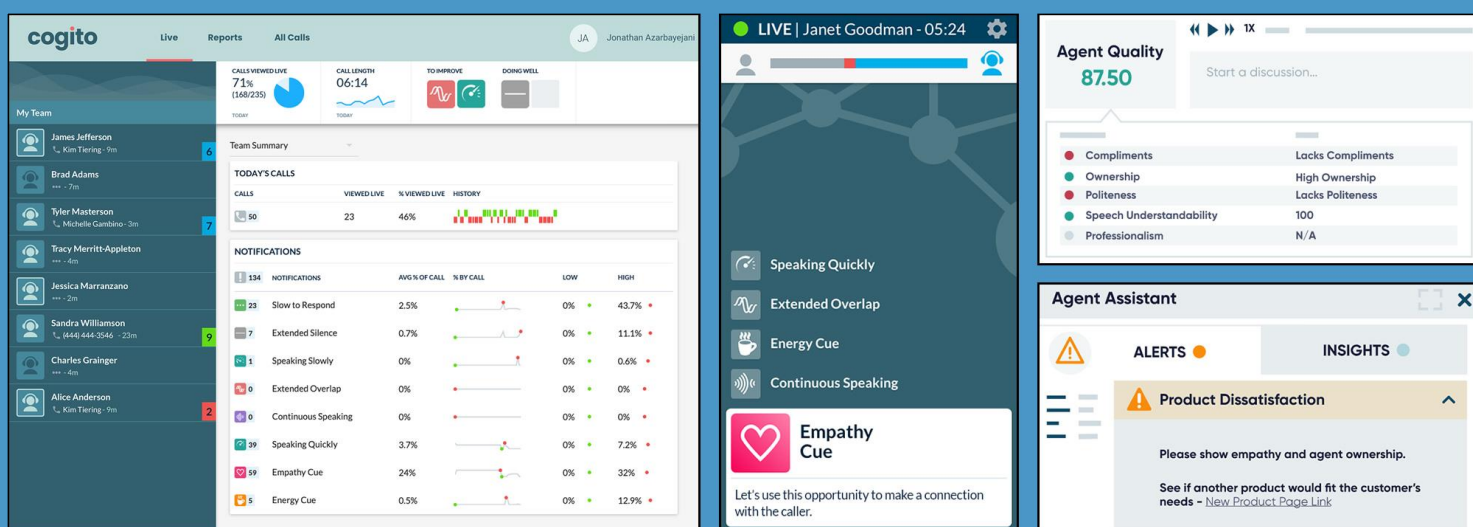 cogito
Live Reports All Calls
JA Jonathan Azarbayejani
CALLS VIEWED LIVE
71%
(168/235)
TODAY
CALL LENGTH
06:14
TODAY
TO IMPROVE
DOING WELL
My Team
James Jefferson
Kim Tiering - 9m
6
Brad Adams
••• - 7m
Tyler Masterson
Michelle Gambino - 3m
7
Tracy Merritt-Appleton
••• - 4m
Jessica Marranzano
••• - 2m
Sandra Williamson
(444) 444-3546 - 23m
9
Charles Grainger
••• - 4m
Alice Anderson
Kim Tiering - 9m
2
Team Summary
TODAY'S CALLS
CALLS VIEWED LIVE % VIEWED LIVE HISTORY
50 23 46%
NOTIFICATIONS
134 NOTIFICATIONS AVG % OF CALL % BY CALL LOW HIGH
23 Slow to Respond 2.5% 0% 43.7%
7 Extended Silence 0.7% 0% 11.1%
1 Speaking Slowly 0% 0% 0.6%
0 Extended Overlap 0% 0% 0%
0 Continuous Speaking 0% 0% 0%
39 Speaking Quickly 3.7% 0% 7.2%
59 Empathy Cue 24% 0% 32%
5 Energy Cue 0.5% 0% 12.9%
LIVE | Janet Goodman - 05:24
Speaking Quickly
Extended Overlap
Energy Cue
Continuous Speaking
Empathy
Cue
Let's use this opportunity to make a connection
with the caller.
Agent Quality
87.50
1X
Start a discussion...
Compliments Lacks Compliments
Ownership High Ownership
Politeness Lacks Politeness
Speech Understandability 100
Professionalism N/A
Agent Assistant
ALERTS INSIGHTS
Product Dissatisfaction
Please show empathy and agent ownership.
See if another product would fit the customer's
needs - New Product Page Link